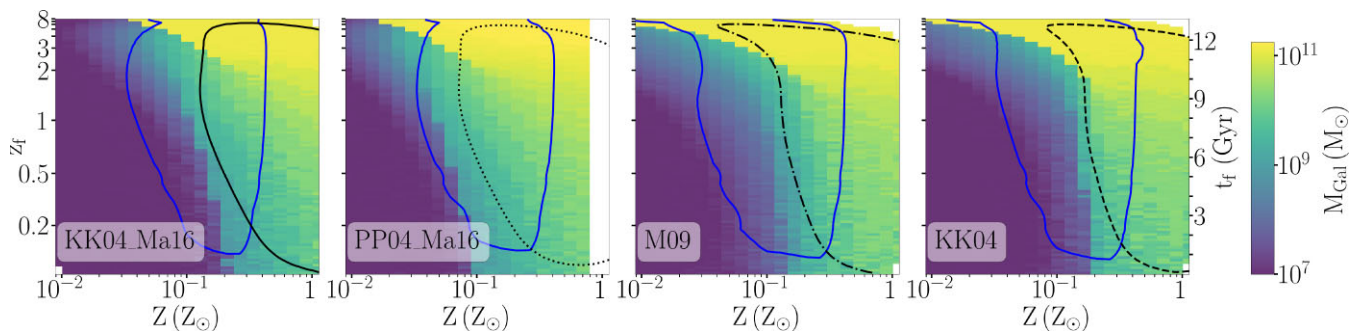 8
3
2
1
0.5
0.2
z_f
KK04_Ma16
PP04_Ma16
M09
KK04
12
9
6
3
t_f (Gyr)
10^11
10^9
10^7
M_Gal (M_⊙)
10^−2 10^−1 1
10^−2 10^−1 1
10^−2 10^−1 1
10^−2 10^−1 1
Z (Z_⊙)
Z (Z_⊙)
Z (Z_⊙)
Z (Z_⊙)